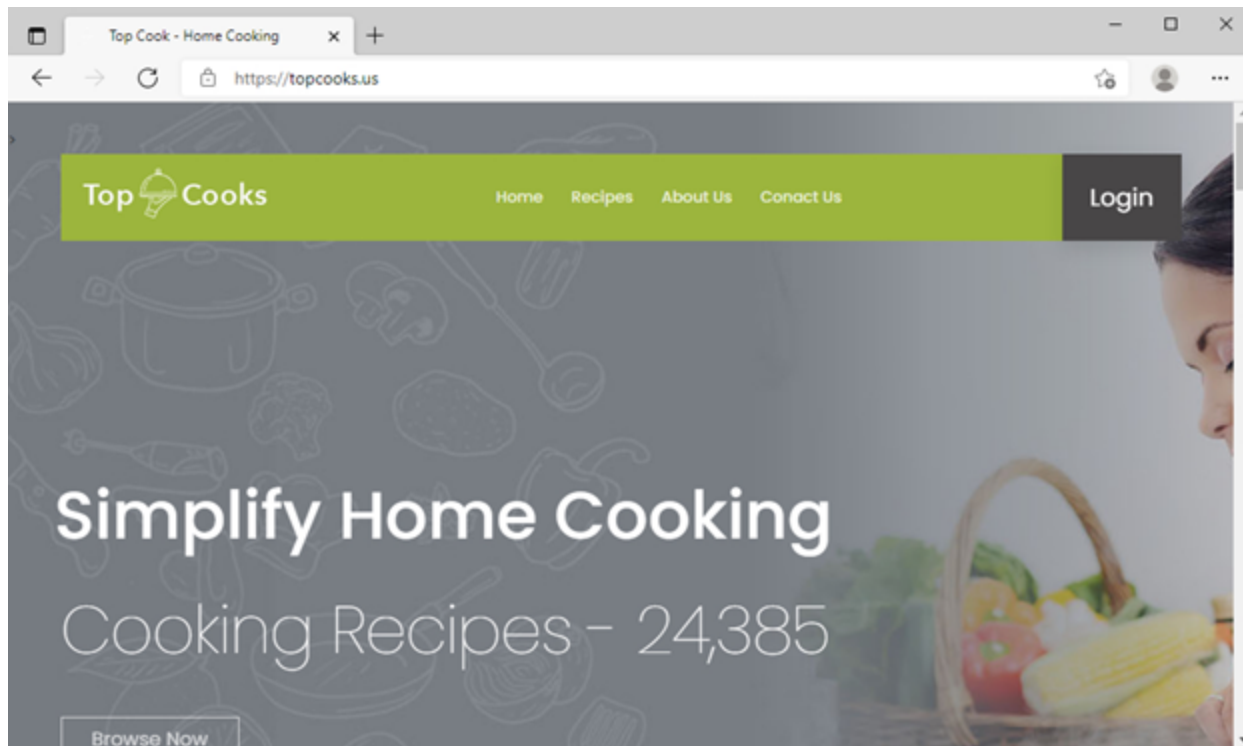 Top Cook - Home Cooking
https://topcooks.us
Top Cooks
Home Recipes About Us Conact Us
Login
Simplify Home Cooking
Cooking Recipes - 24,385
Browse Now